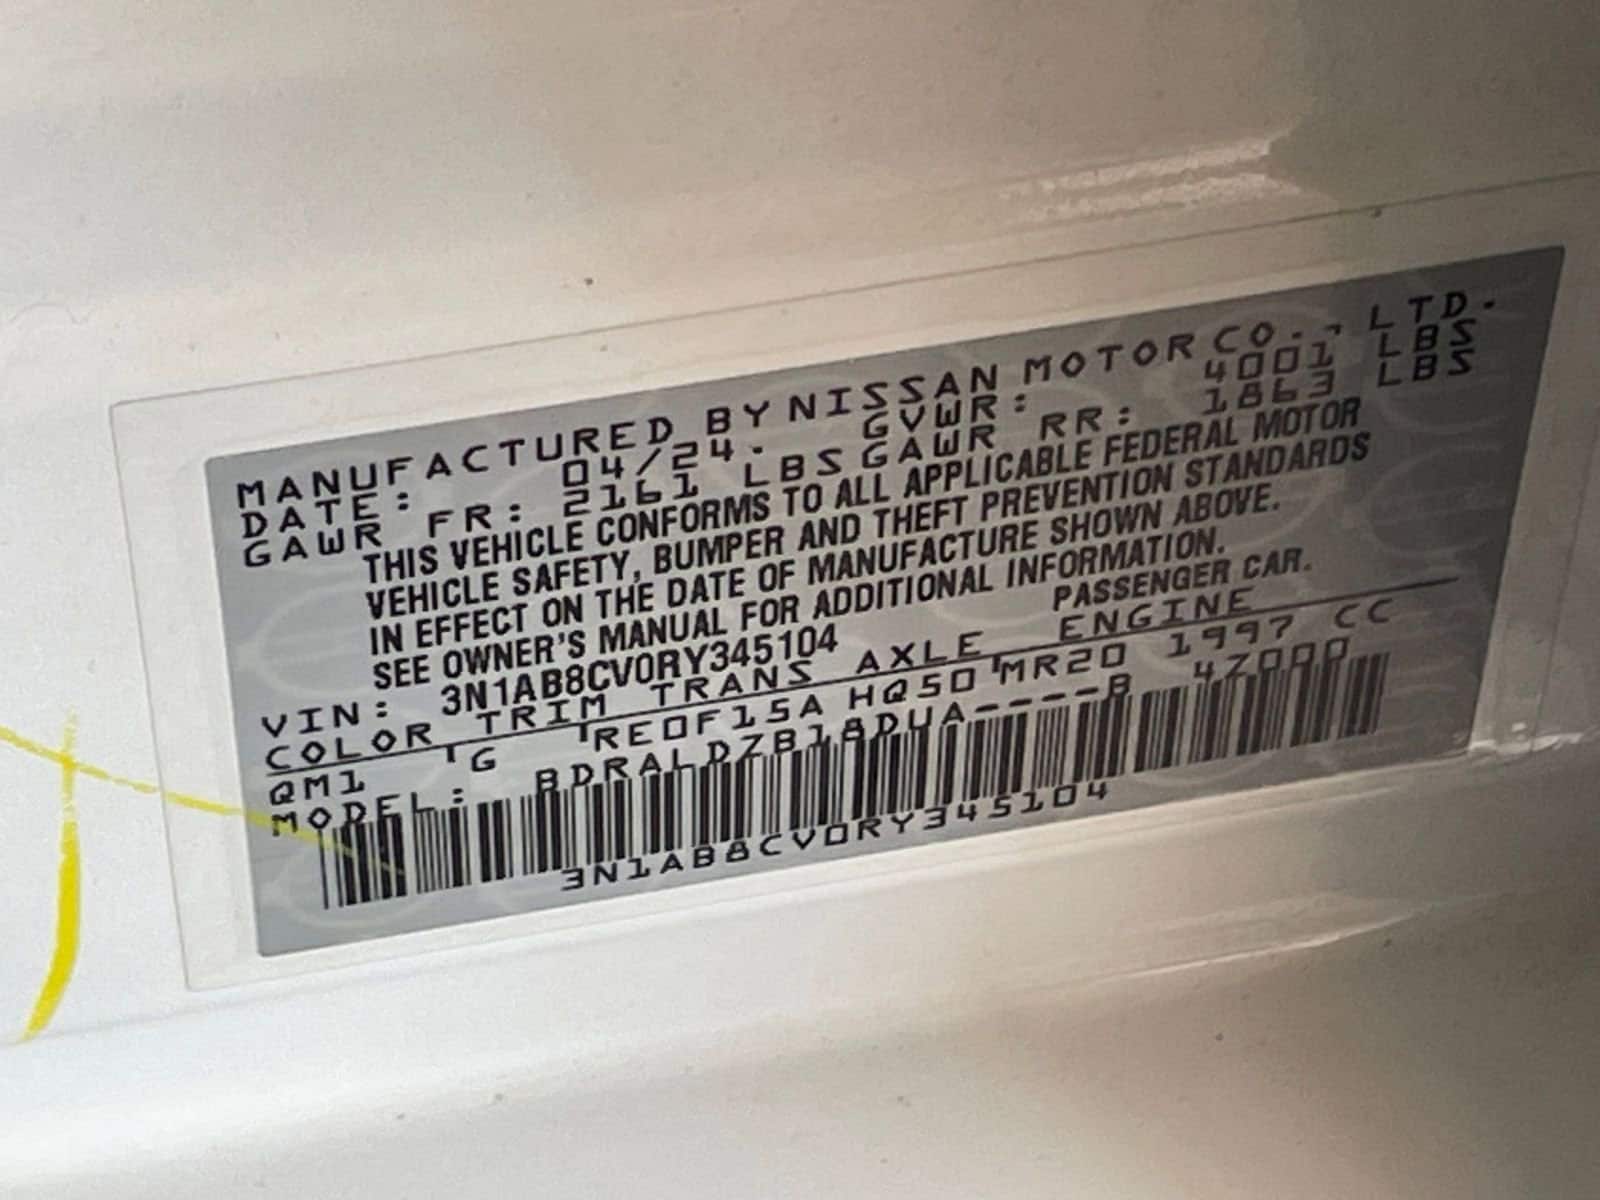 MANUFACTURED BY NISSAN MOTOR CO., LTD.
DATE: 04/24. GVWR: 4001 LBS
GAWR FR: 2161 LBS GAWR RR: 1863 LBS
THIS VEHICLE CONFORMS TO ALL APPLICABLE FEDERAL MOTOR
VEHICLE SAFETY, BUMPER AND THEFT PREVENTION STANDARDS
IN EFFECT ON THE DATE OF MANUFACTURE SHOWN ABOVE.
SEE OWNER'S MANUAL FOR ADDITIONAL INFORMATION.
VIN: 3N1AB8CV0RY345104 PASSENGER CAR.
COLOR TRIM TRANS AXLE ENGINE
QM1 G RE0F15A HQ50 MR20 1997 CC
MODEL: BDRALDZB18DUA----B
3N1AB8CV0RY345104